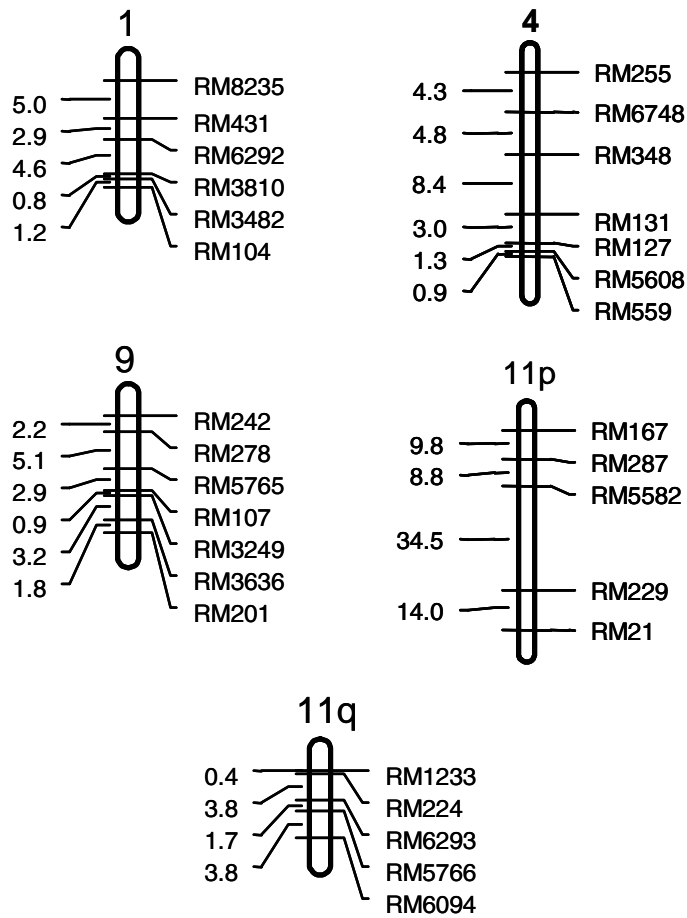 1
RM8235
5.0
RM431
2.9
RM6292
4.6
RM3810
0.8
RM3482
1.2
RM104
4
RM255
4.3
RM6748
4.8
RM348
8.4
RM131
3.0
RM127
1.3
RM5608
0.9
RM559
9
RM242
2.2
RM278
5.1
RM5765
2.9
RM107
0.9
RM3249
3.2
RM3636
1.8
RM201
11p
RM167
9.8
RM287
8.8
RM5582
34.5
RM229
14.0
RM21
11q
0.4
RM1233
3.8
RM224
1.7
RM6293
3.8
RM5766
RM6094